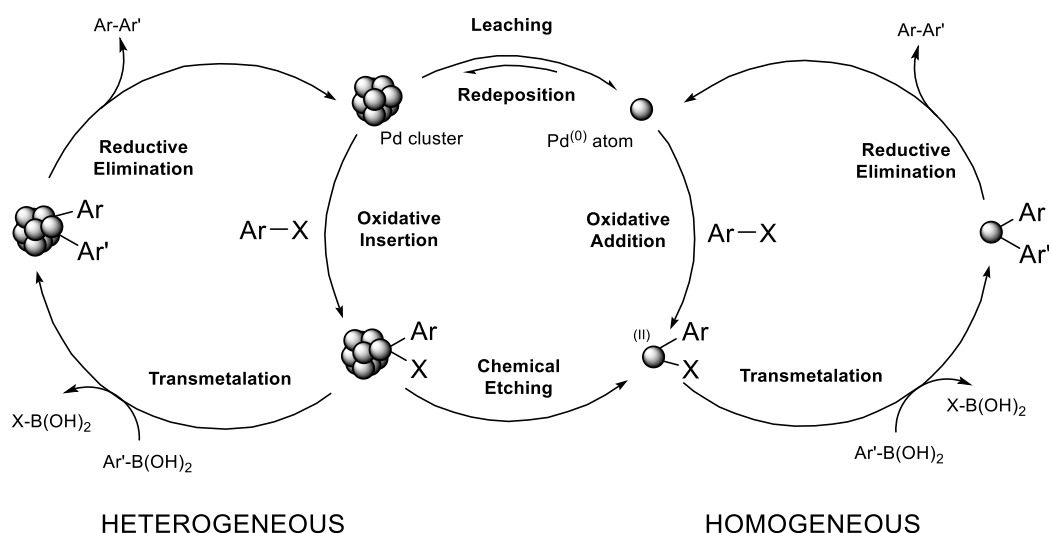 Ar-Ar'
Leaching
Ar-Ar'
Redeposition
Pd cluster
Pd(0) atom
Reductive
Elimination
Reductive
Elimination
Ar
Ar'
Ar–X
Oxidative
Insertion
Oxidative
Addition
Ar–X
Ar
Ar'
Ar
X
(II)
Ar
X
Chemical
Etching
Transmetalation
Transmetalation
X-B(OH)2
Ar'-B(OH)2
X-B(OH)2
Ar'-B(OH)2
HETEROGENEOUS
HOMOGENEOUS